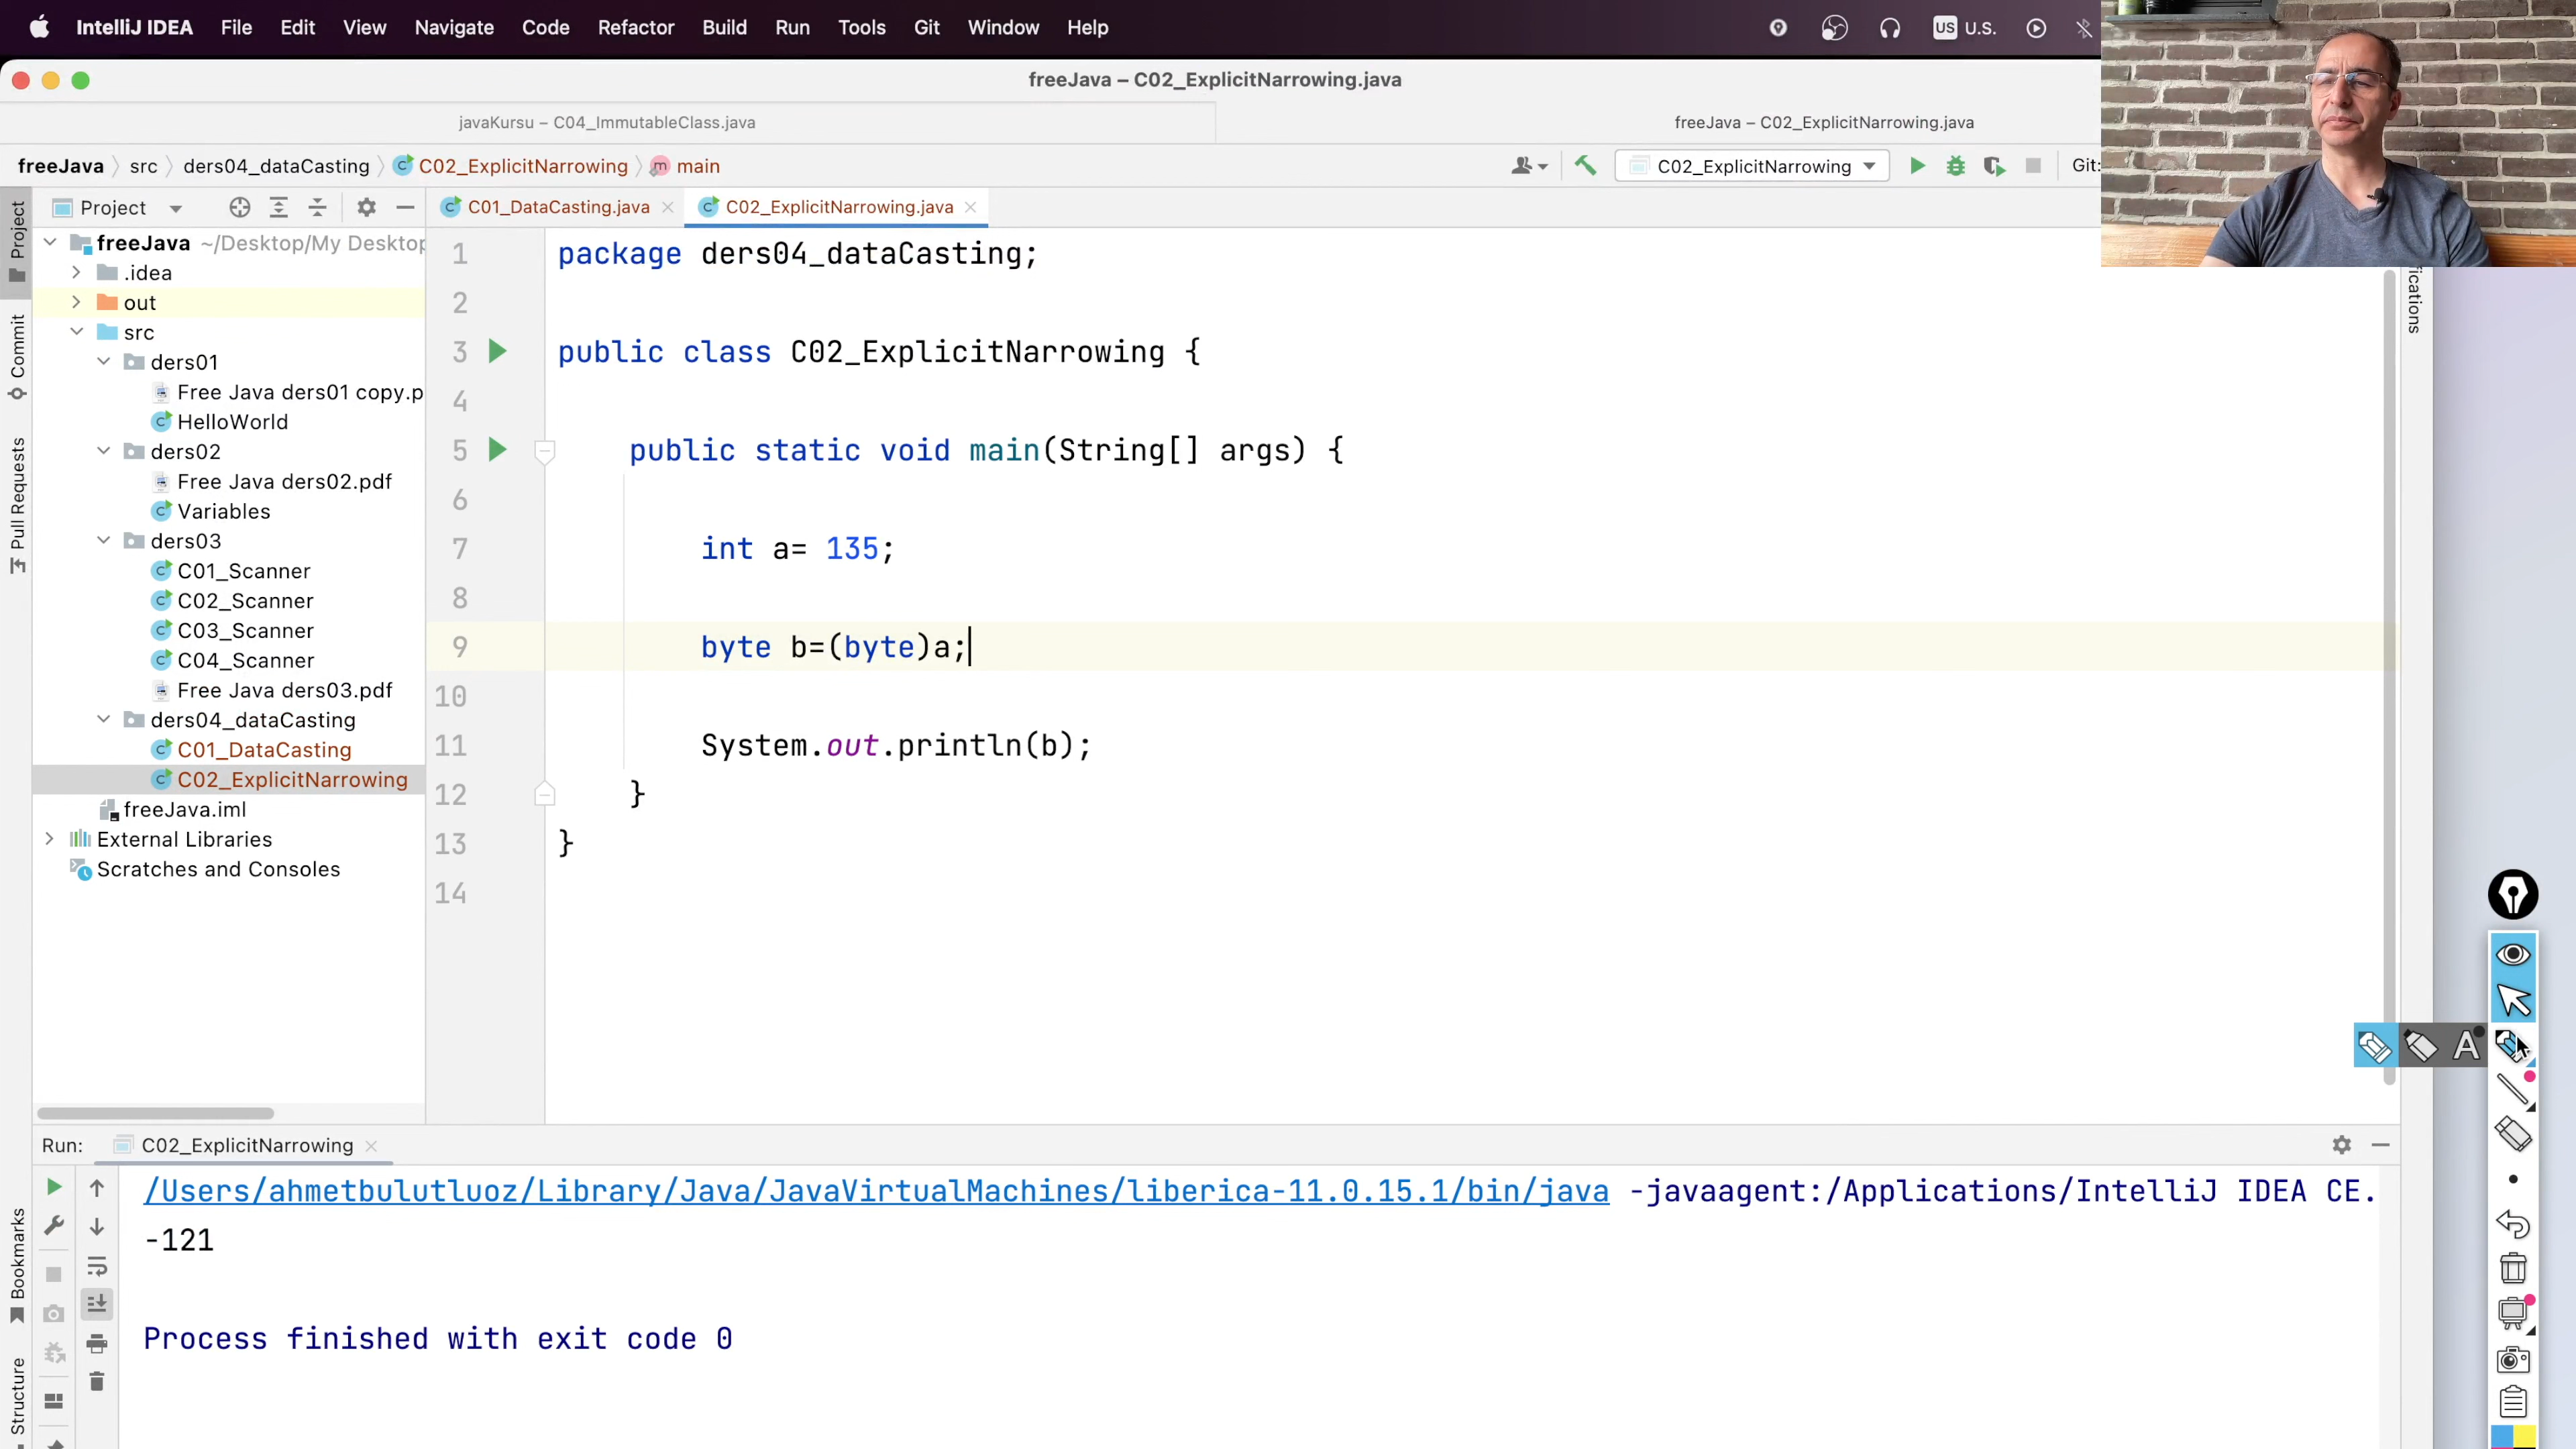 IntelliJ IDEA File Edit View Navigate Code Refactor Build Run Tools Git Window Help US U.S.
freeJava – C02_ExplicitNarrowing.java
javaKursu – C04_ImmutableClass.java freeJava – C02_ExplicitNarrowing.java
freeJava src ders04_dataCasting C02_ExplicitNarrowing m main C02_ExplicitNarrowing Git:
Project C01_DataCasting.java C02_ExplicitNarrowing.java
Project
Commit
Pull Requests
Bookmarks
Structure
freeJava ~/Desktop/My Desktop
.idea
out
src
ders01
Free Java ders01 copy.p
HelloWorld
ders02
Free Java ders02.pdf
Variables
ders03
C01_Scanner
C02_Scanner
C03_Scanner
C04_Scanner
Free Java ders03.pdf
ders04_dataCasting
C01_DataCasting
C02_ExplicitNarrowing
freeJava.iml
External Libraries
Scratches and Consoles
1 package ders04_dataCasting;
2
3 public class C02_ExplicitNarrowing {
4
5 public static void main(String[] args) {
6
7 int a= 135;
8
9 byte b=(byte)a;
10
11 System.out.println(b);
12 }
13 }
14
A
Run: C02_ExplicitNarrowing
/Users/ahmetbulutluoz/Library/Java/JavaVirtualMachines/liberica-11.0.15.1/bin/java -javaagent:/Applications/IntelliJ IDEA CE.
-121
Process finished with exit code 0